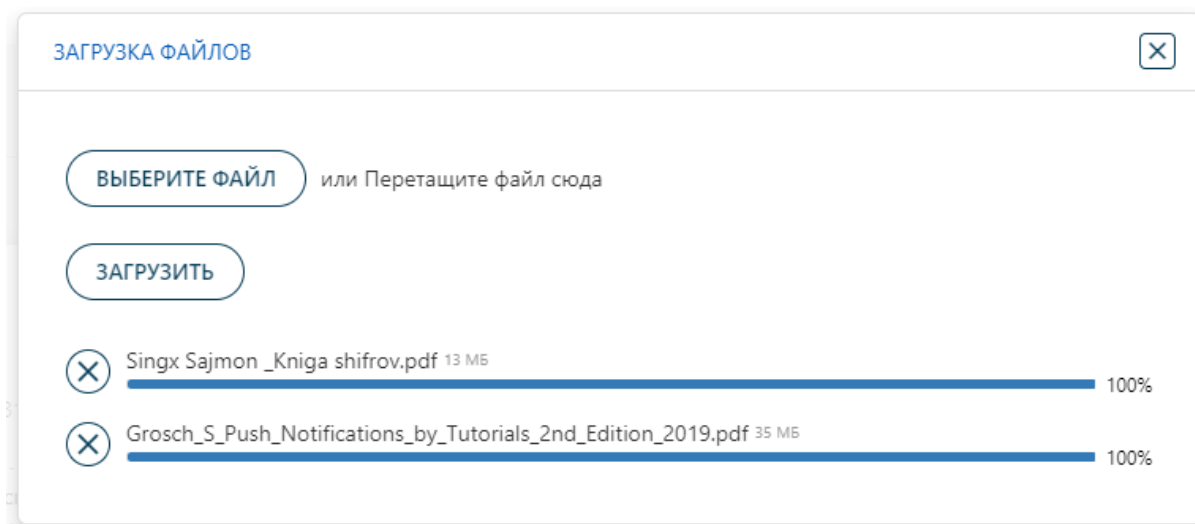 ЗАГРУЗКА ФАЙЛОВ
ВЫБЕРИТЕ ФАЙЛ или Перетащите файл сюда
ЗАГРУЗИТЬ
Singx Sajmon _Kniga shifrov.pdf 13 МБ
100%
Grosch_S_Push_Notifications_by_Tutorials_2nd_Edition_2019.pdf 35 МБ
100%